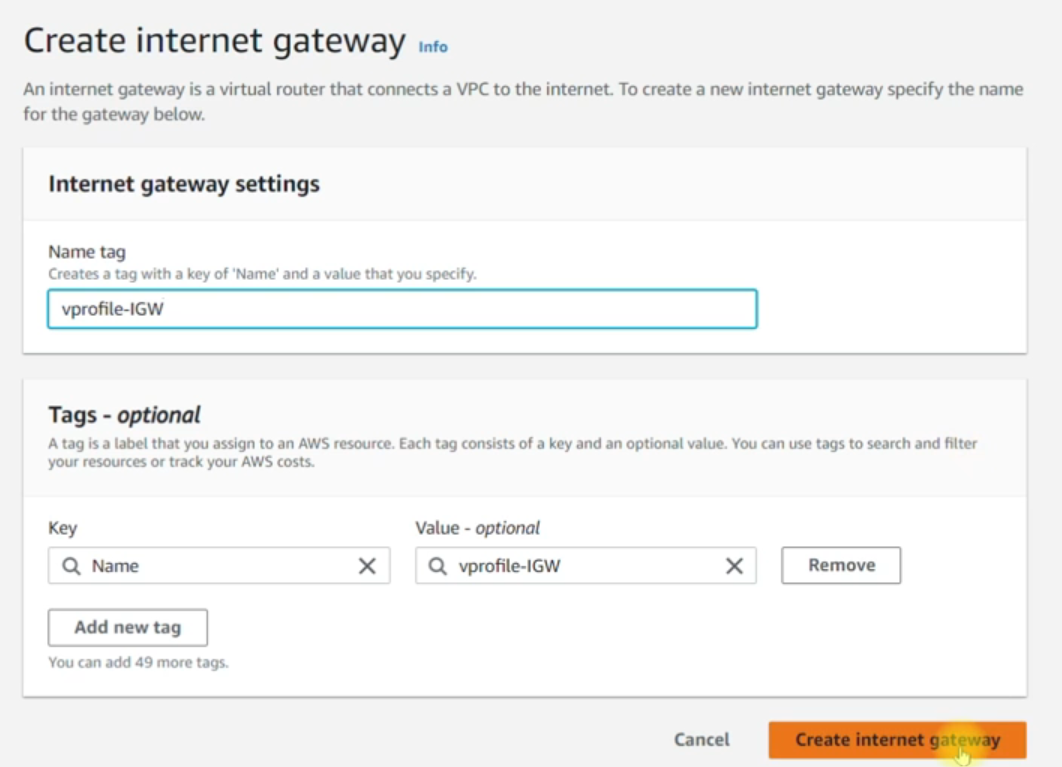 Create internet gateway Info
An internet gateway is a virtual router that connects a VPC to the internet. To create a new internet gateway specify the name
for the gateway below.
Internet gateway settings
Name tag
Creates a tag with a key of 'Name' and a value that you specify.
vprofile-IGW
Tags - optional
A tag is a label that you assign to an AWS resource. Each tag consists of a key and an optional value. You can use tags to search and filter
your resources or track your AWS costs.
Key Value - optional
Name vprofile-IGW Remove
Add new tag
You can add 49 more tags.
Cancel Create internet gateway